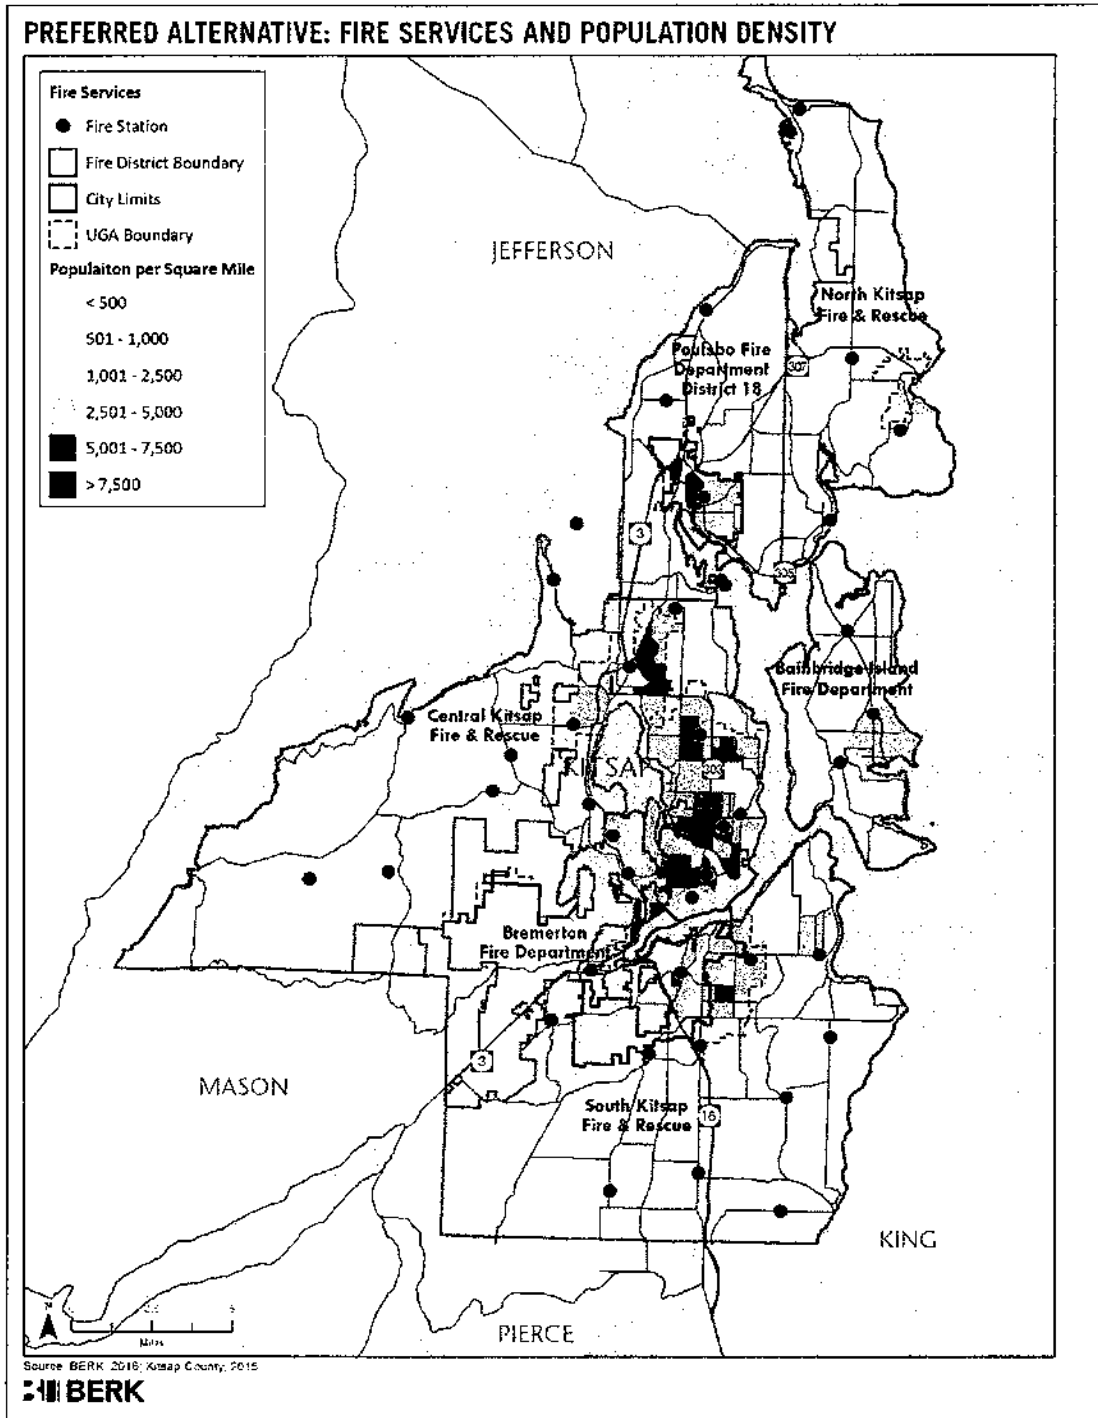 PREFERRED ALTERNATIVE: FIRE SERVICES AND POPULATION DENSITY
Fire Services
Fire Station
Fire District Boundary
City Limits
UGA Boundary
Populaiton per Square Mile
< 500
501 - 1,000
1,001 - 2,500
2,501 - 5,000
5,001 - 7,500
> 7,500
JEFFERSON
North Kitsap
Fire & Rescue
Poulsbo Fire
Department
District 18
307
3
305
Bainbridge Island
Fire Department
Central Kitsap
Fire & Rescue
KITSAP
303
Bremerton
Fire Department
3
MASON
South Kitsap
Fire & Rescue
16
KING
PIERCE
N
5
Miles
Source: BERK, 2016; Kitsap County, 2015
BERK